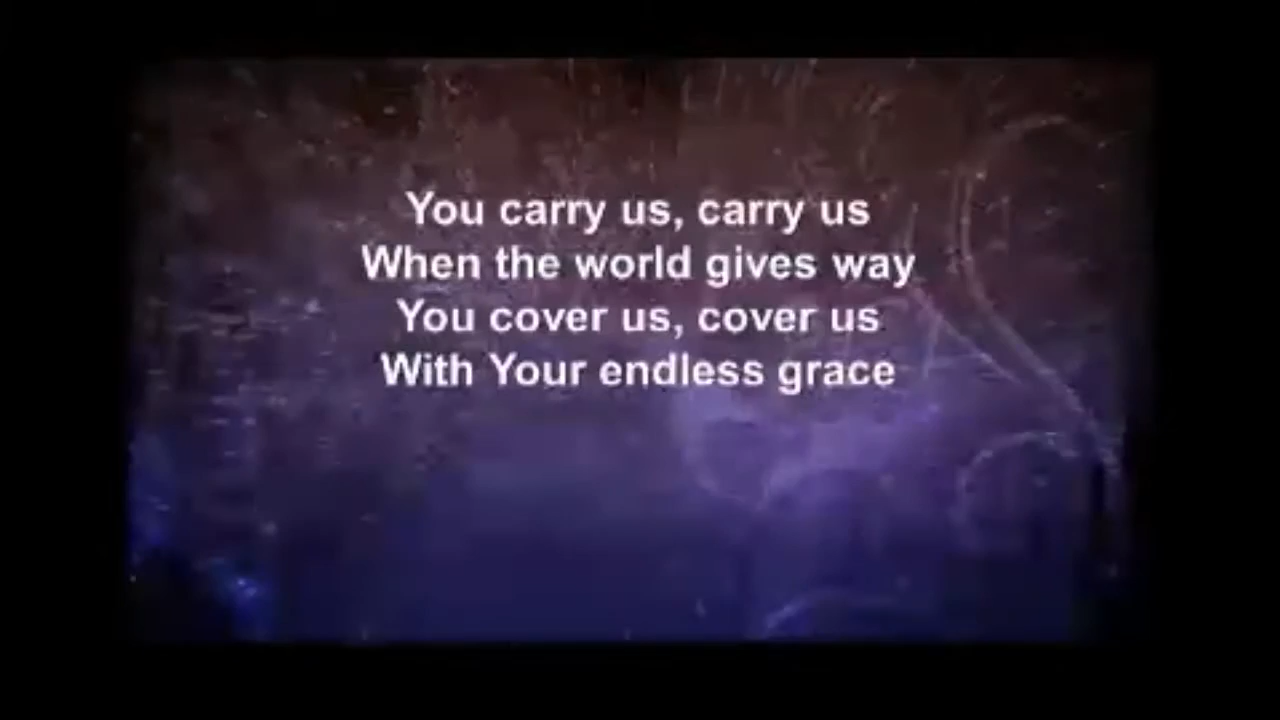 You carry us, carry us
When the world gives way
You cover us, cover us
With Your endless grace